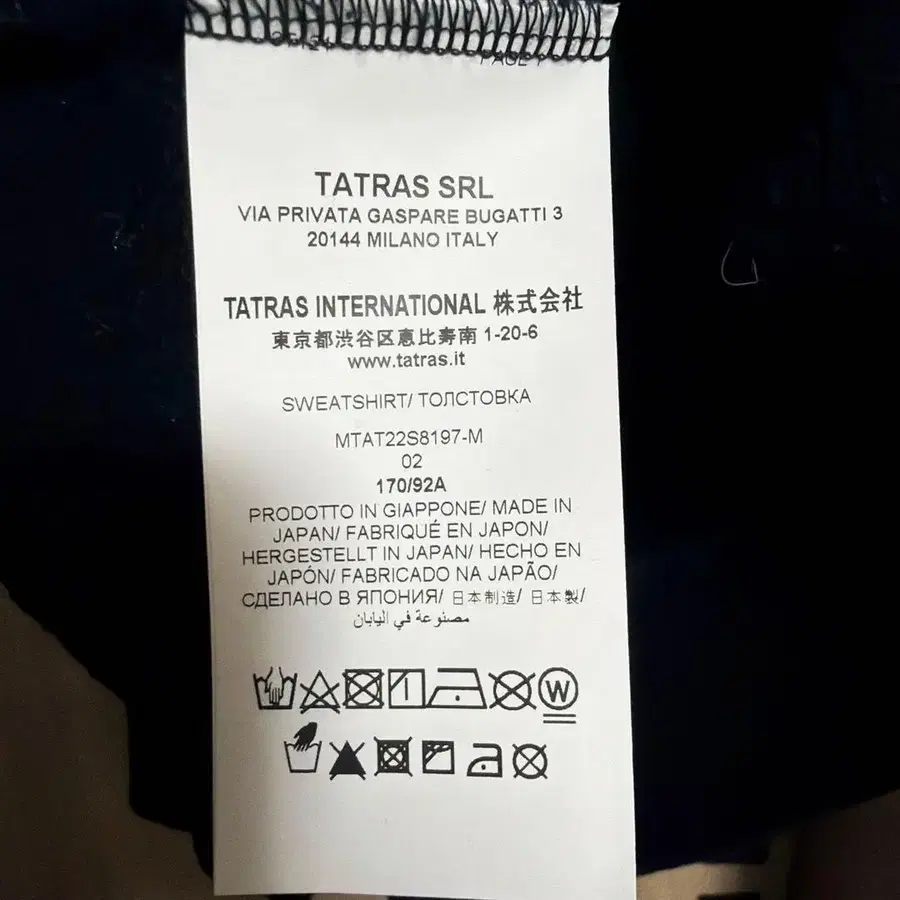 TATRAS SRL
VIA PRIVATA GASPARE BUGATTI 3
20144 MILANO ITALY
TATRAS INTERNATIONAL 株式会社
東京都渋谷区恵比寿南 1-20-6
www.tatras.it
SWEATSHIRT/ ТОЛСТОВКА
MTAT22S8197-M
02
170/92A
PRODOTTO IN GIAPPONE/ MADE IN
JAPAN/ FABRIQUÉ EN JAPON/
HERGESTELLT IN JAPAN/ HECHO EN
JAPÓN/ FABRICADO NA JAPÃO/
СДЕЛАНО В ЯПОНИЯ/ 日本制造/ 日本製/
مصنوعة في اليابان
W